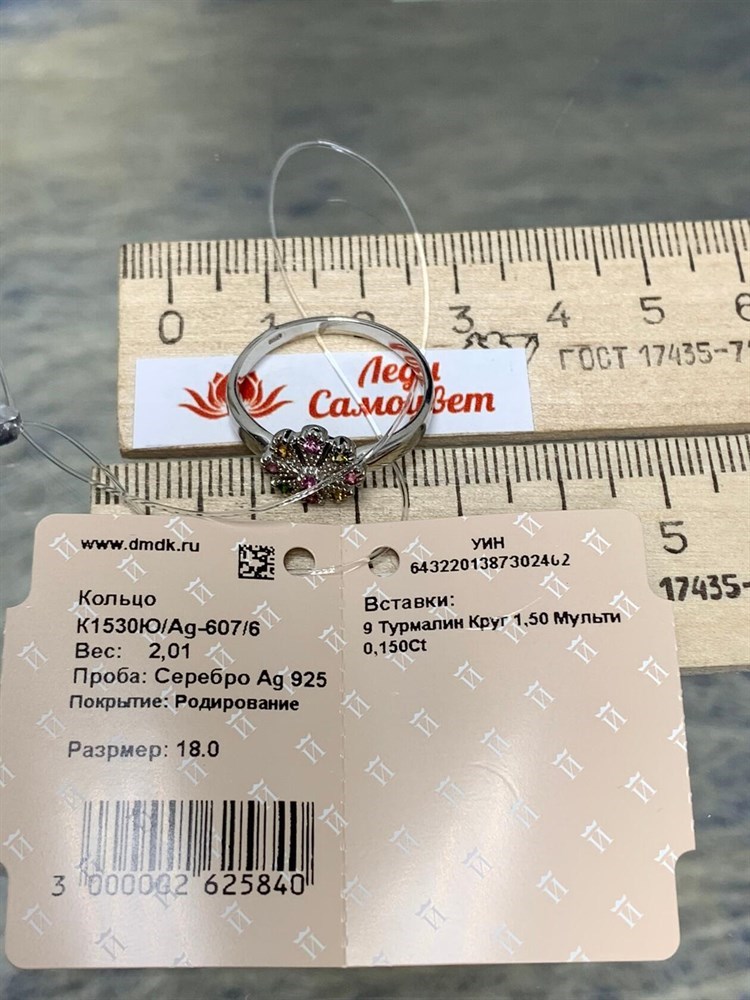 0 1 2 3 4 5 6
ГОСТ 17435-7
Леди
Самоцвет
5
17435-
www.dmdk.ru
Кольцо
К1530Ю/Ag-607/6
Вес: 2,01
Проба: Серебро Ag 925
Покрытие: Родирование
Разрмер: 18.0
3 000002 625840
УИН
6432201387302462
Вставки:
9 Турмалин Круг 1,50 Мульти
0,150Ct